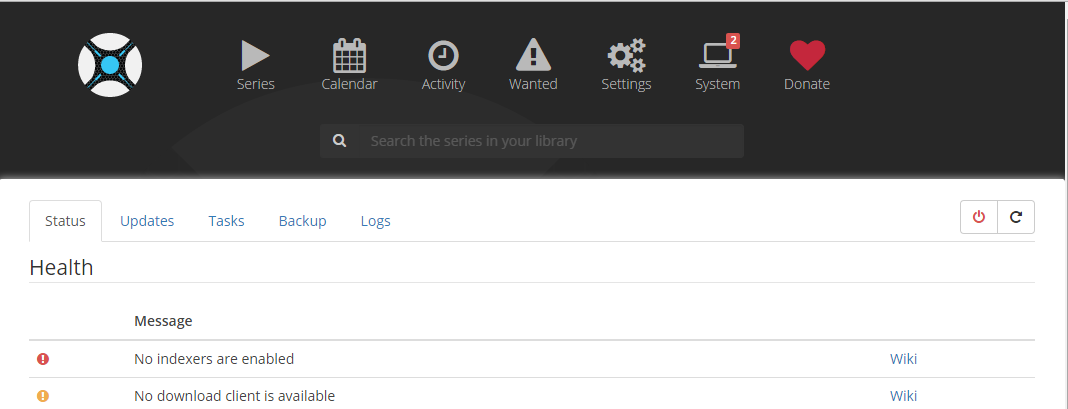 2
Series Calendar Activity Wanted Settings System Donate
Search the series in your library
Status Updates Tasks Backup Logs
Health
Message
No indexers are enabled Wiki
No download client is available Wiki